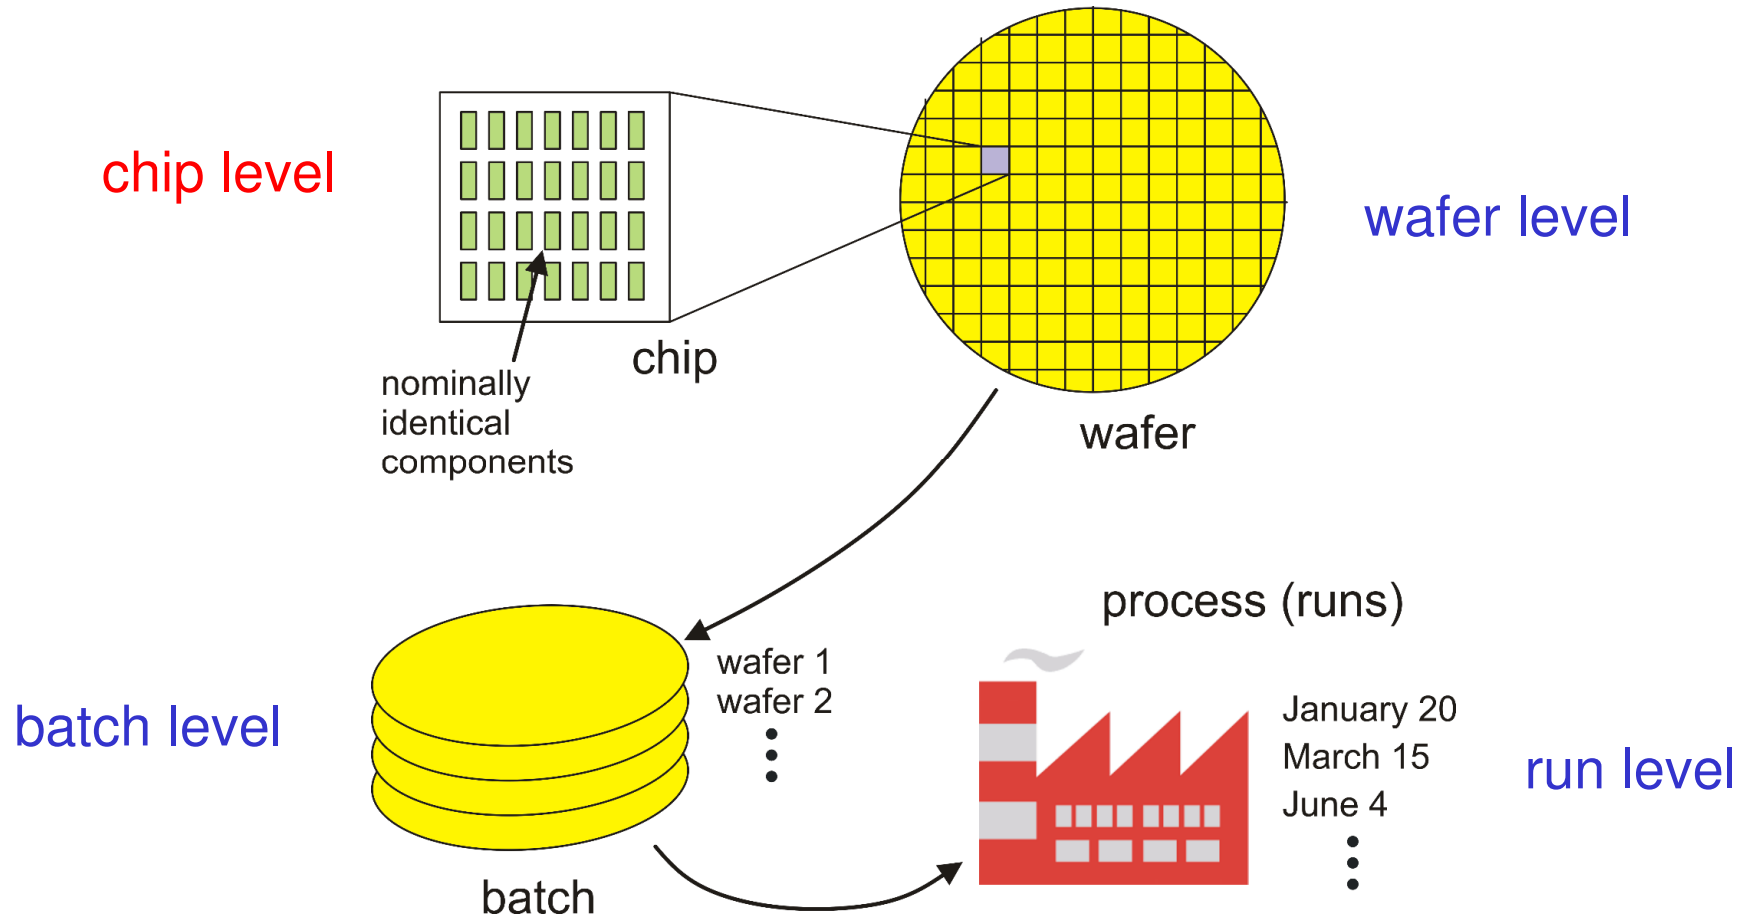 chip level
chip
nominally
identical
components
wafer level
wafer
batch level
wafer 1
wafer 2
batch
process (runs)
January 20
March 15
June 4
run level